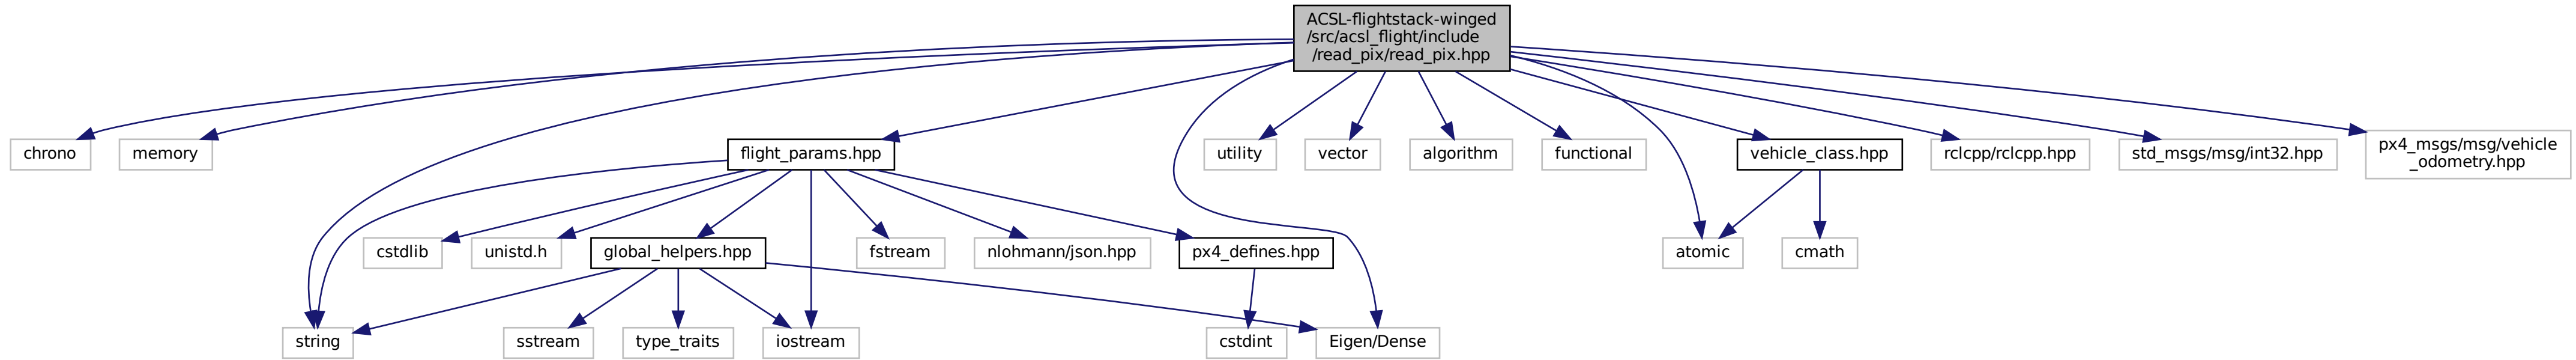 ACSL-flightstack-winged
/src/acsl_flight/include
/read_pix/read_pix.hpp
chrono
memory
flight_params.hpp
utility
vector
algorithm
functional
vehicle_class.hpp
rclcpp/rclcpp.hpp
std_msgs/msg/int32.hpp
px4_msgs/msg/vehicle
_odometry.hpp
cstdlib
unistd.h
global_helpers.hpp
fstream
nlohmann/json.hpp
px4_defines.hpp
atomic
cmath
string
sstream
type_traits
iostream
cstdint
Eigen/Dense